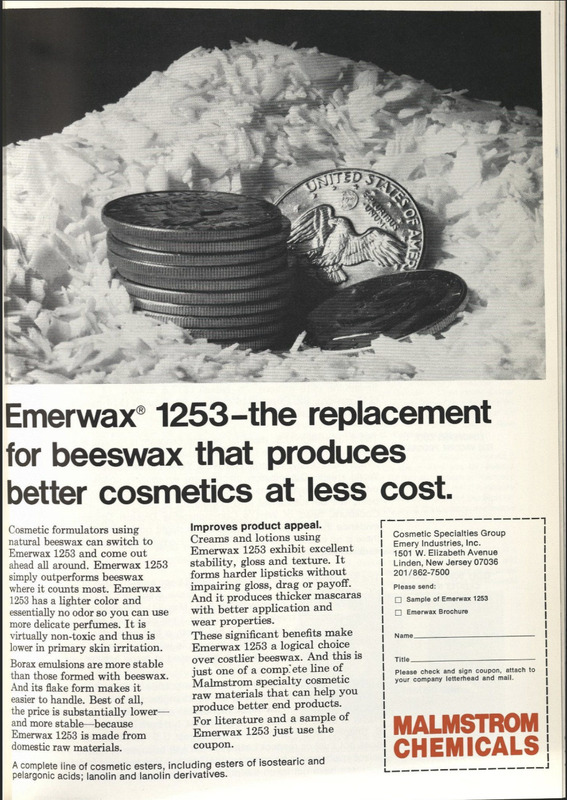 UNITED STATES OF AMERICA
E PLURIBUS UNUM
Emerwax® 1253–the replacement
for beeswax that produces
better cosmetics at less cost.
Cosmetic formulators using
natural beeswax can switch to
Emerwax 1253 and come out
ahead all around. Emerwax 1253
simply outperforms beeswax
where it counts most. Emerwax
1253 has a lighter color and
essentially no odor so you can use
more delicate perfumes. It is
virtually non-toxic and thus is
lower in primary skin irritation.
Borax emulsions are more stable
than those formed with beeswax.
And its flake form makes it
easier to handle. Best of all,
the price is substantially lower—
and more stable—because
Emerwax 1253 is made from
domestic raw materials.
Improves product appeal.
Creams and lotions using
Emerwax 1253 exhibit excellent
stability, gloss and texture. It
forms harder lipsticks without
impairing gloss, drag or payoff.
And it produces thicker mascaras
with better application and
wear properties.
These significant benefits make
Emerwax 1253 a logical choice
over costlier beeswax. And this is
just one of a complete line of
Malmstrom specialty cosmetic
raw materials that can help you
produce better end products.
For literature and a sample of
Emerwax 1253 just use the
coupon.
Cosmetic Specialties Group
Emery Industries, Inc.
1501 W. Elizabeth Avenue
Linden, New Jersey 07036
201/862-7500
Please send:
Sample of Emerwax 1253
Emerwax Brochure
Name
Title
Please check and sign coupon, attach to
your company letterhead and mail.
MALMSTROM
CHEMICALS
A complete line of cosmetic esters, including esters of isostearic and
pelargonic acids; lanolin and lanolin derivatives.